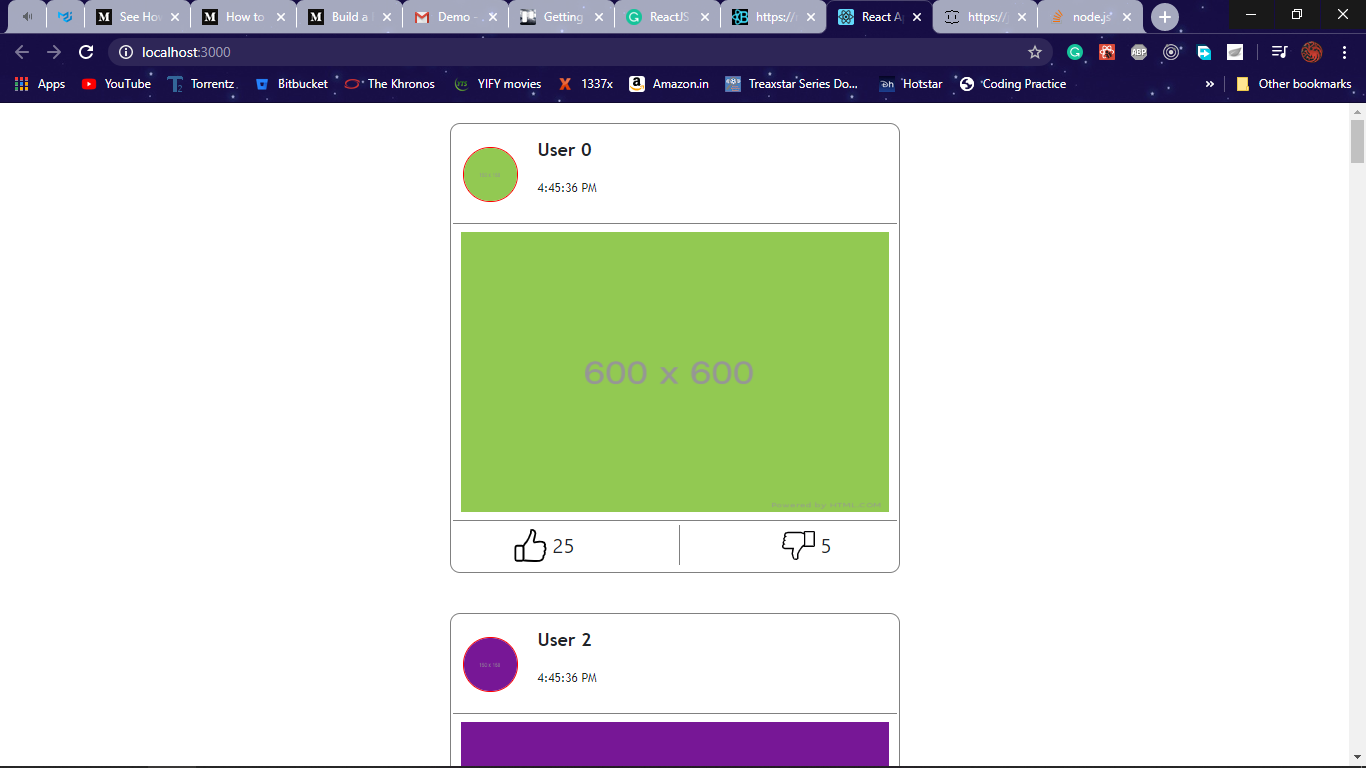 See Ho
How to
Build a
Demo -
Getting
ReactJS
https://
React A
https://
node.js
localhost:3000
ABP
Apps
YouTube
Torrentz
Bitbucket
The Khronos
YIFY movies
1337x
Amazon.in
Treaxstar Series Do...
Hotstar
Coding Practice
»
Other bookmarks
User 0
4:45:36 PM
600 x 600
25
5
User 2
4:45:36 PM